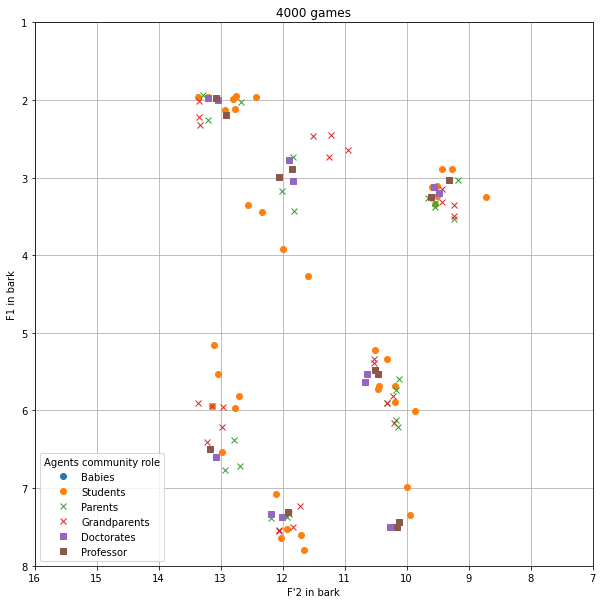 4000 games
1
2
3
4
5
6
7
8
F1 in bark
16
15
14
13
12
11
10
9
8
7
F'2 in bark
Agents community role
Babies
Students
Parents
Grandparents
Doctorates
Professor